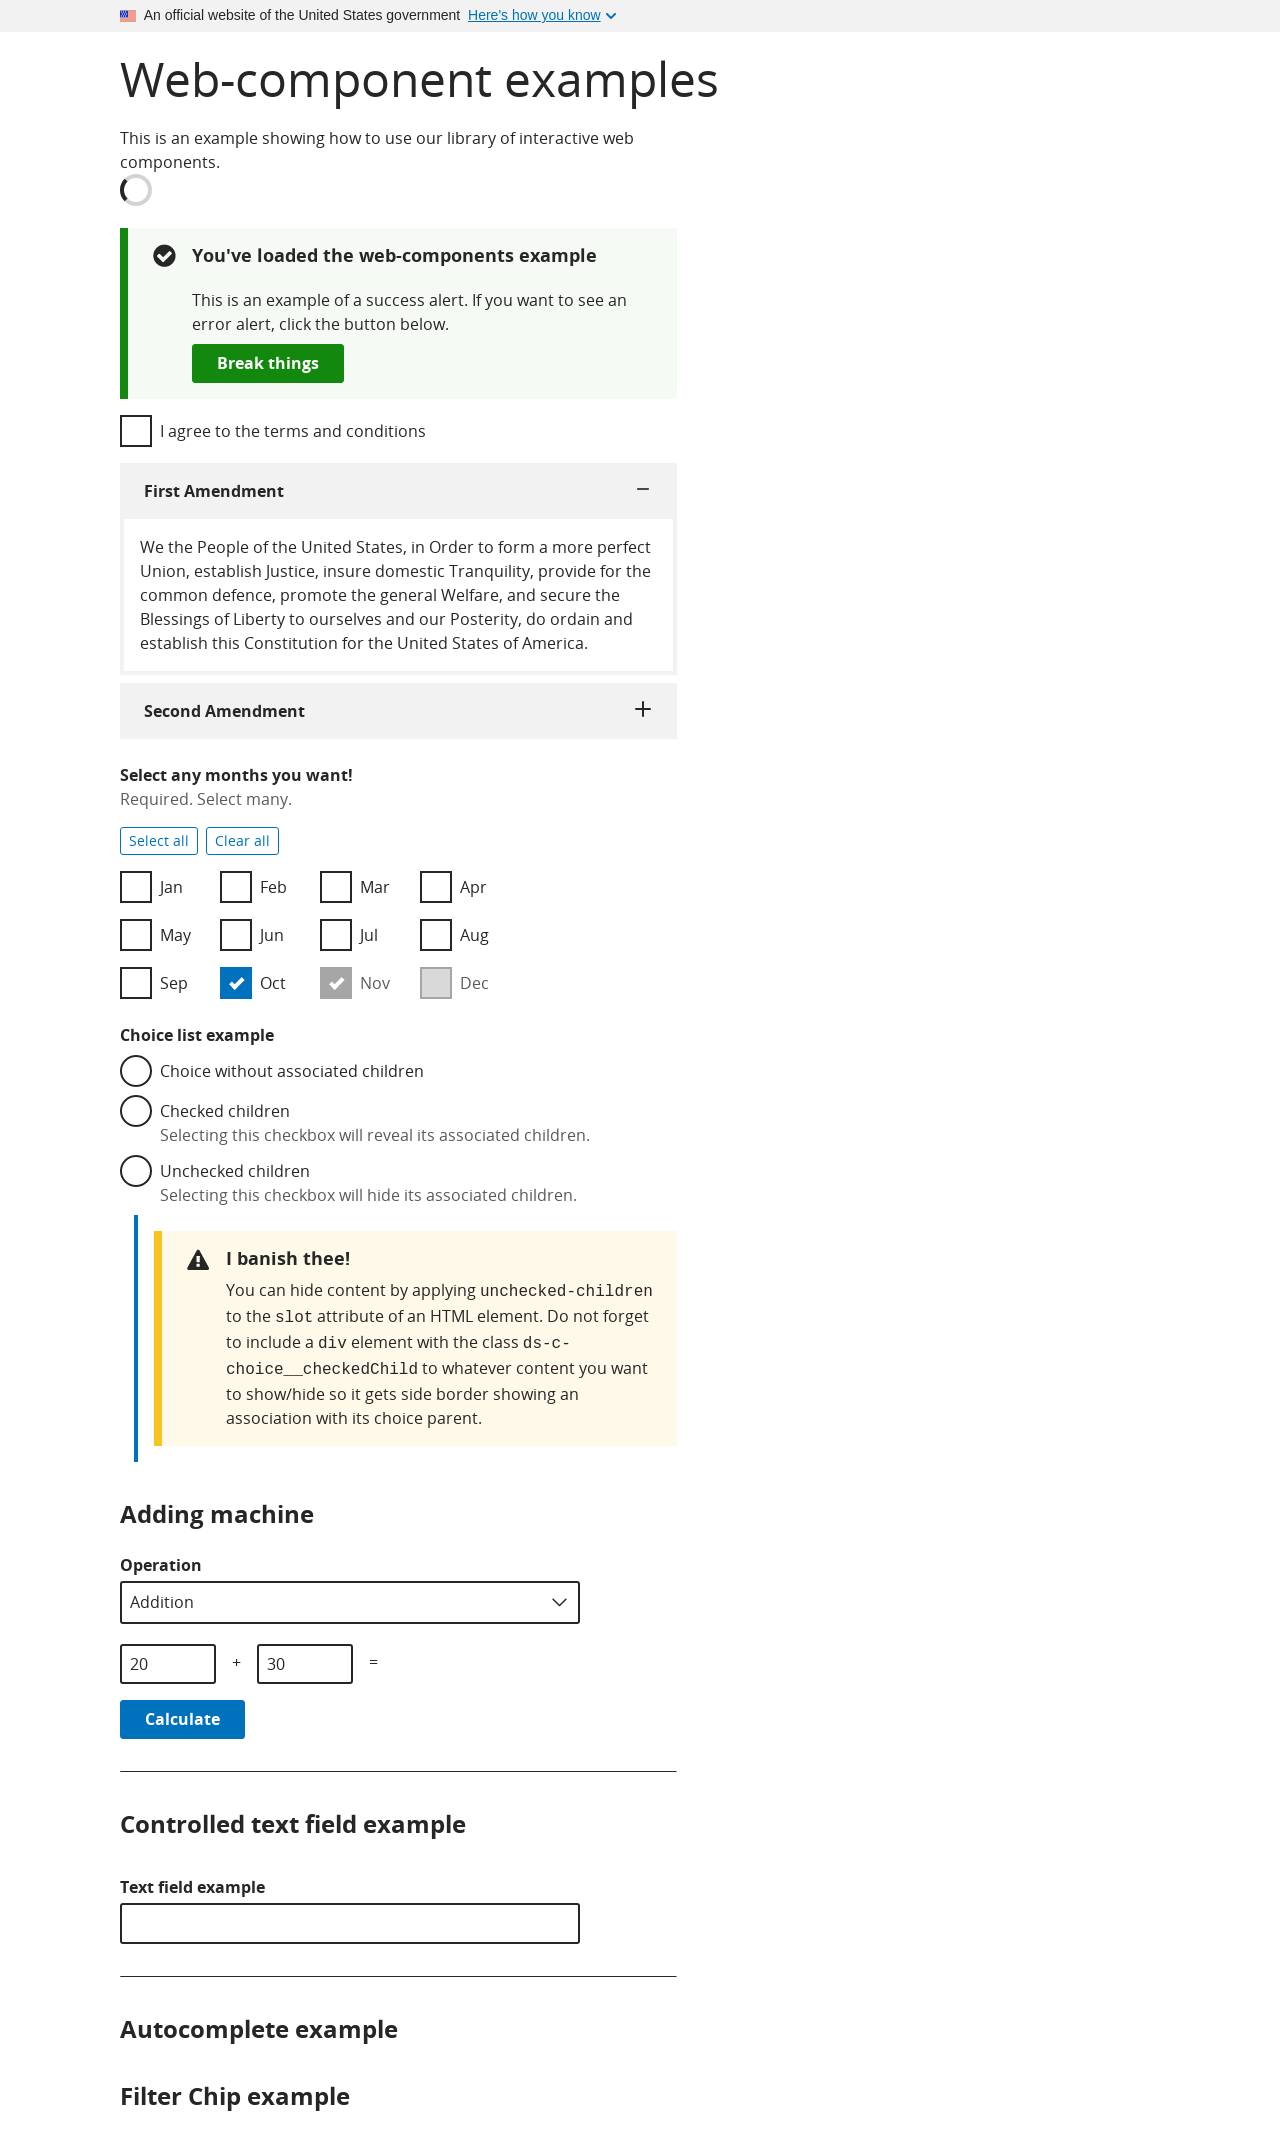 An official website of the United States government Here's how you know
Web-component examples
This is an example showing how to use our library of interactive web
components.
You've loaded the web-components example
This is an example of a success alert. If you want to see an
error alert, click the button below.
Break things
I agree to the terms and conditions
First Amendment
We the People of the United States, in Order to form a more perfect
Union, establish Justice, insure domestic Tranquility, provide for the
common defence, promote the general Welfare, and secure the
Blessings of Liberty to ourselves and our Posterity, do ordain and
establish this Constitution for the United States of America.
Second Amendment
Select any months you want!
Required. Select many.
Select all Clear all
Jan Feb Mar Apr
May Jun Jul Aug
Sep Oct Nov Dec
Choice list example
Choice without associated children
Checked children
Selecting this checkbox will reveal its associated children.
Unchecked children
Selecting this checkbox will hide its associated children.
I banish thee!
You can hide content by applying unchecked-children
to the slot attribute of an HTML element. Do not forget
to include a div element with the class ds-c-
choice__checkedChild to whatever content you want
to show/hide so it gets side border showing an
association with its choice parent.
Adding machine
Operation
Addition
20 + 30 =
Calculate
Controlled text field example
Text field example
Autocomplete example
Filter Chip example